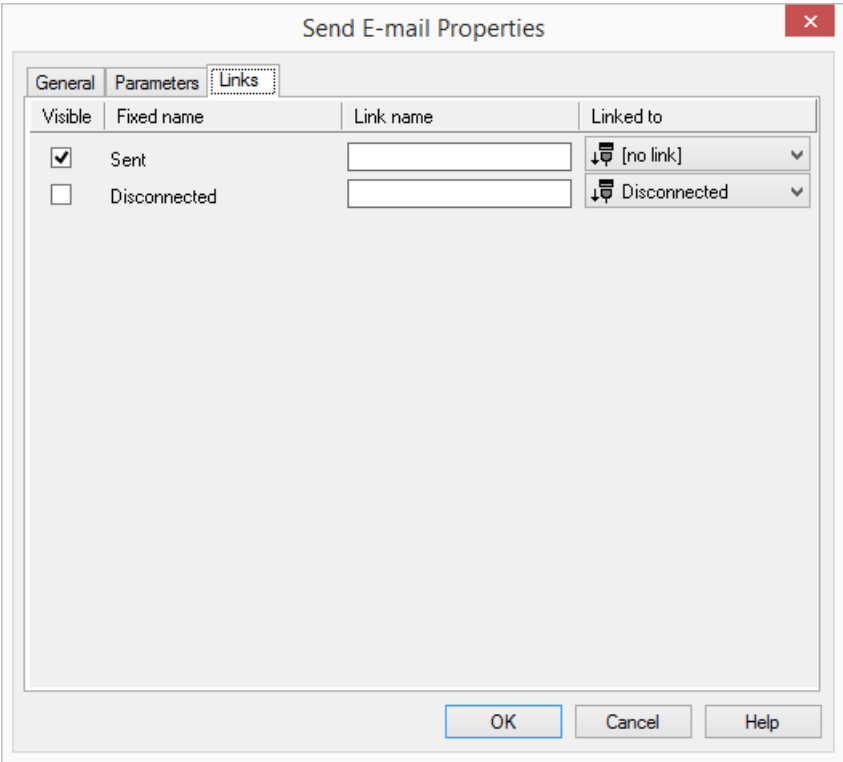 Send E-mail Properties
General Parameters Links
Visible Fixed name Link name Linked to
Sent [no link]
Disconnected Disconnected
OK Cancel Help